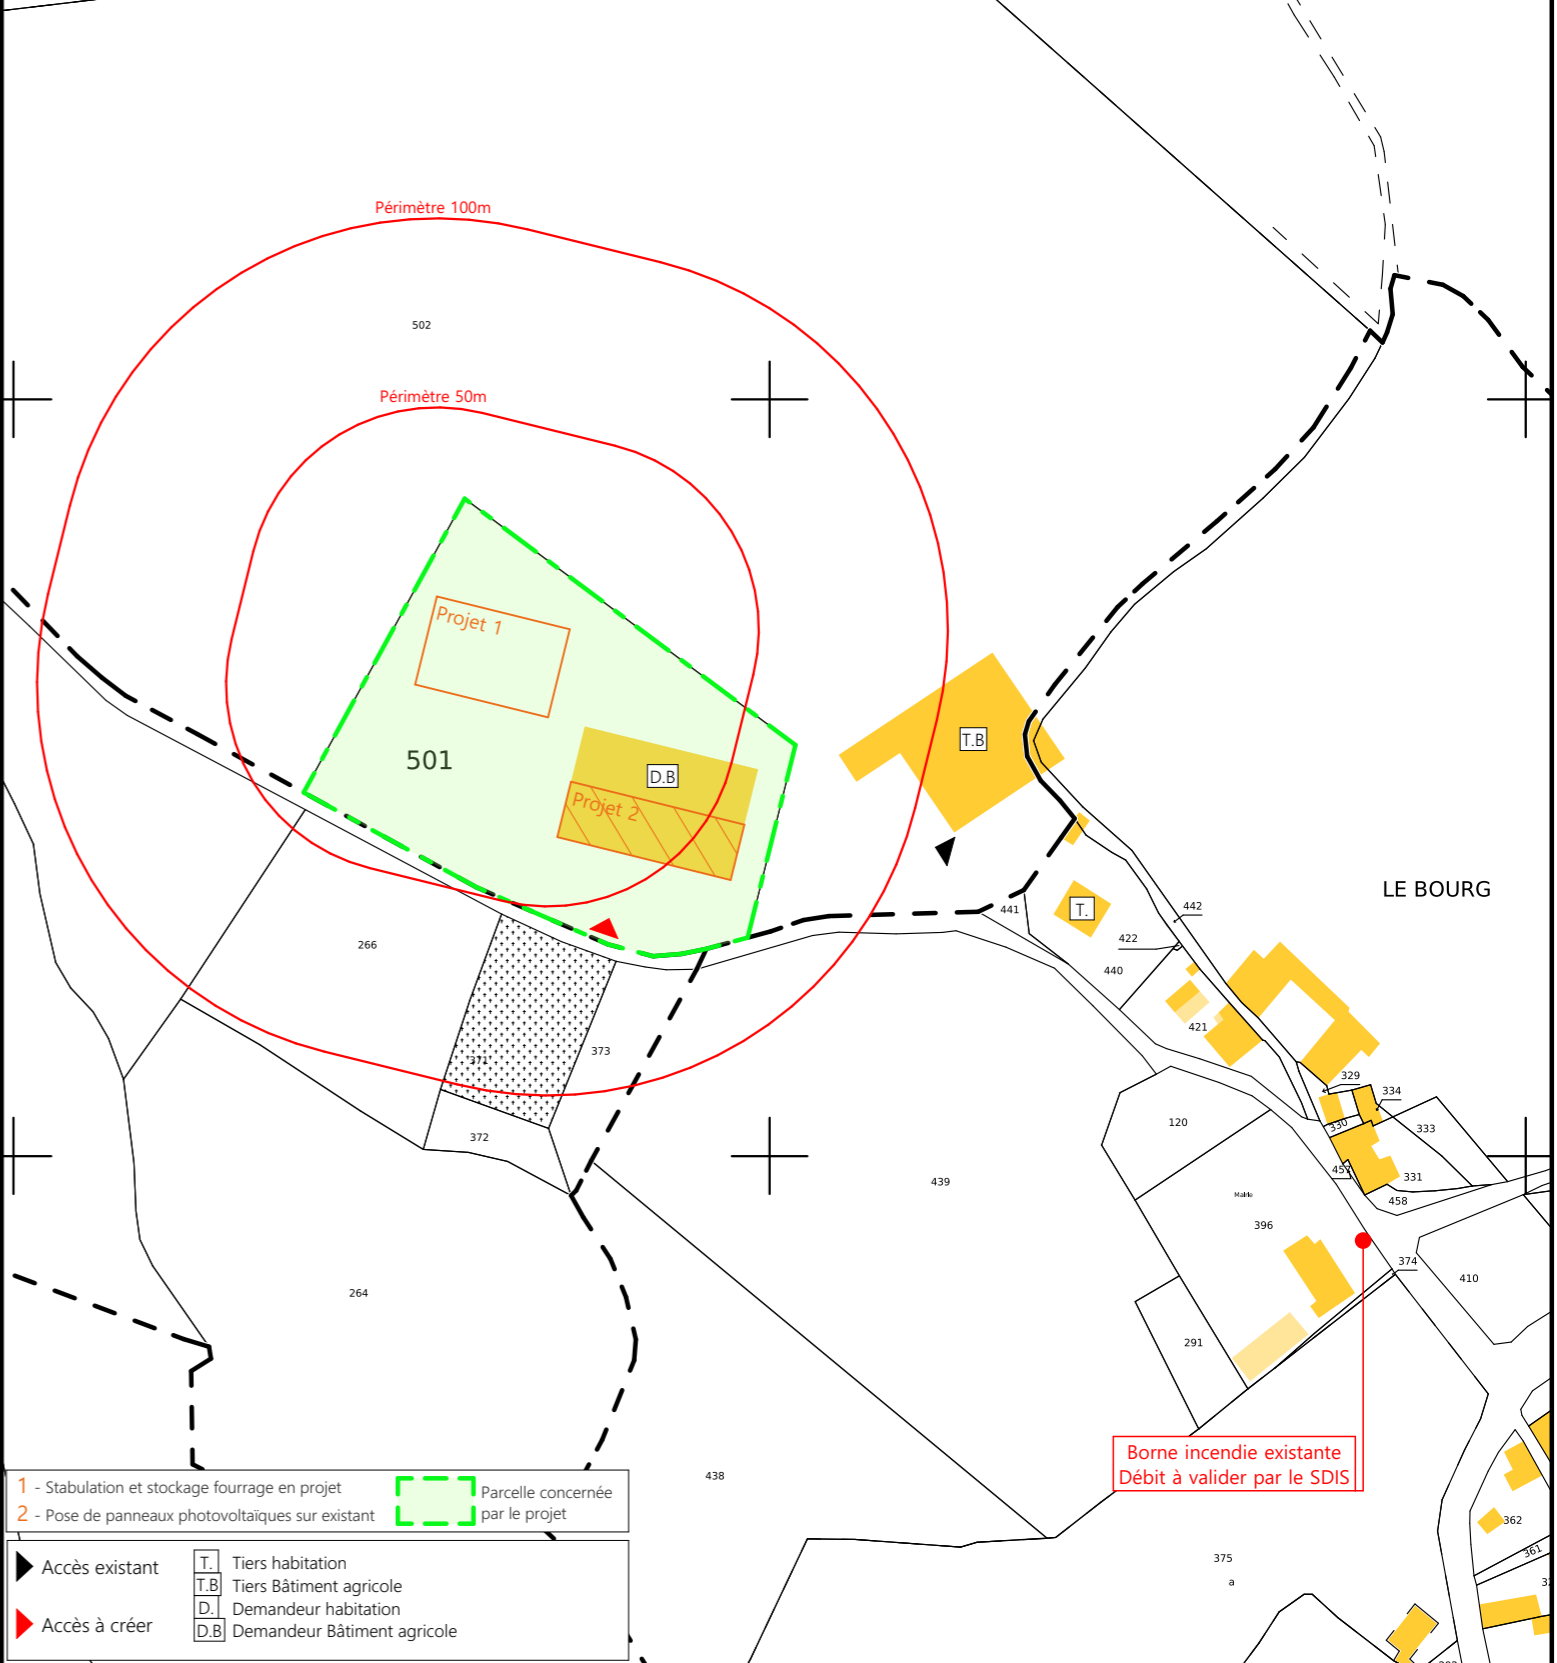 Périmètre 100m
502
Périmètre 50m
Projet 1
501
D.B
Projet 2
T.B
LE BOURG
T.
441
442
422
440
266
421
371
373
329
334
120
330
333
372
457
331
439
458
Mairie
396
374
410
264
291
Borne incendie existante
Débit à valider par le SDIS
438
362
361
375
a
1 - Stabulation et stockage fourrage en projet
2 - Pose de panneaux photovoltaïques sur existant
Parcelle concernée
par le projet
Accès existant
Accès à créer
T. Tiers habitation
T.B Tiers Bâtiment agricole
D. Demandeur habitation
D.B Demandeur Bâtiment agricole